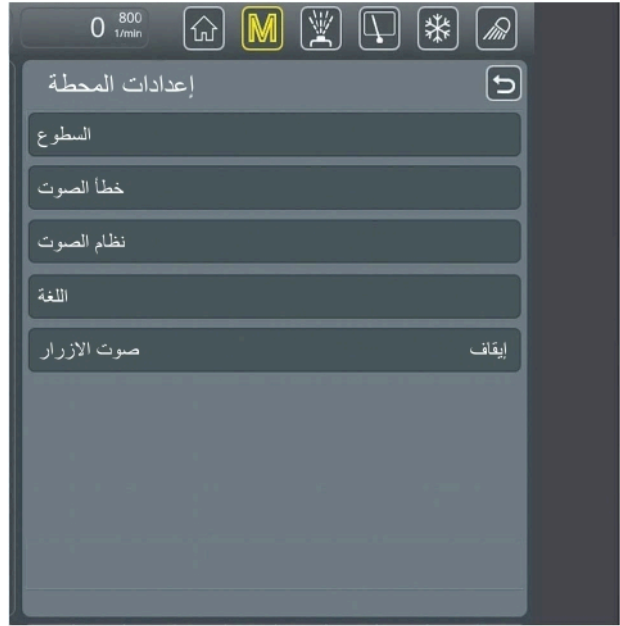 0 800
1/min
M
إعدادات المحطة
السطوع
خطأ الصوت
نظام الصوت
اللغة
صوت الازرار إيقاف